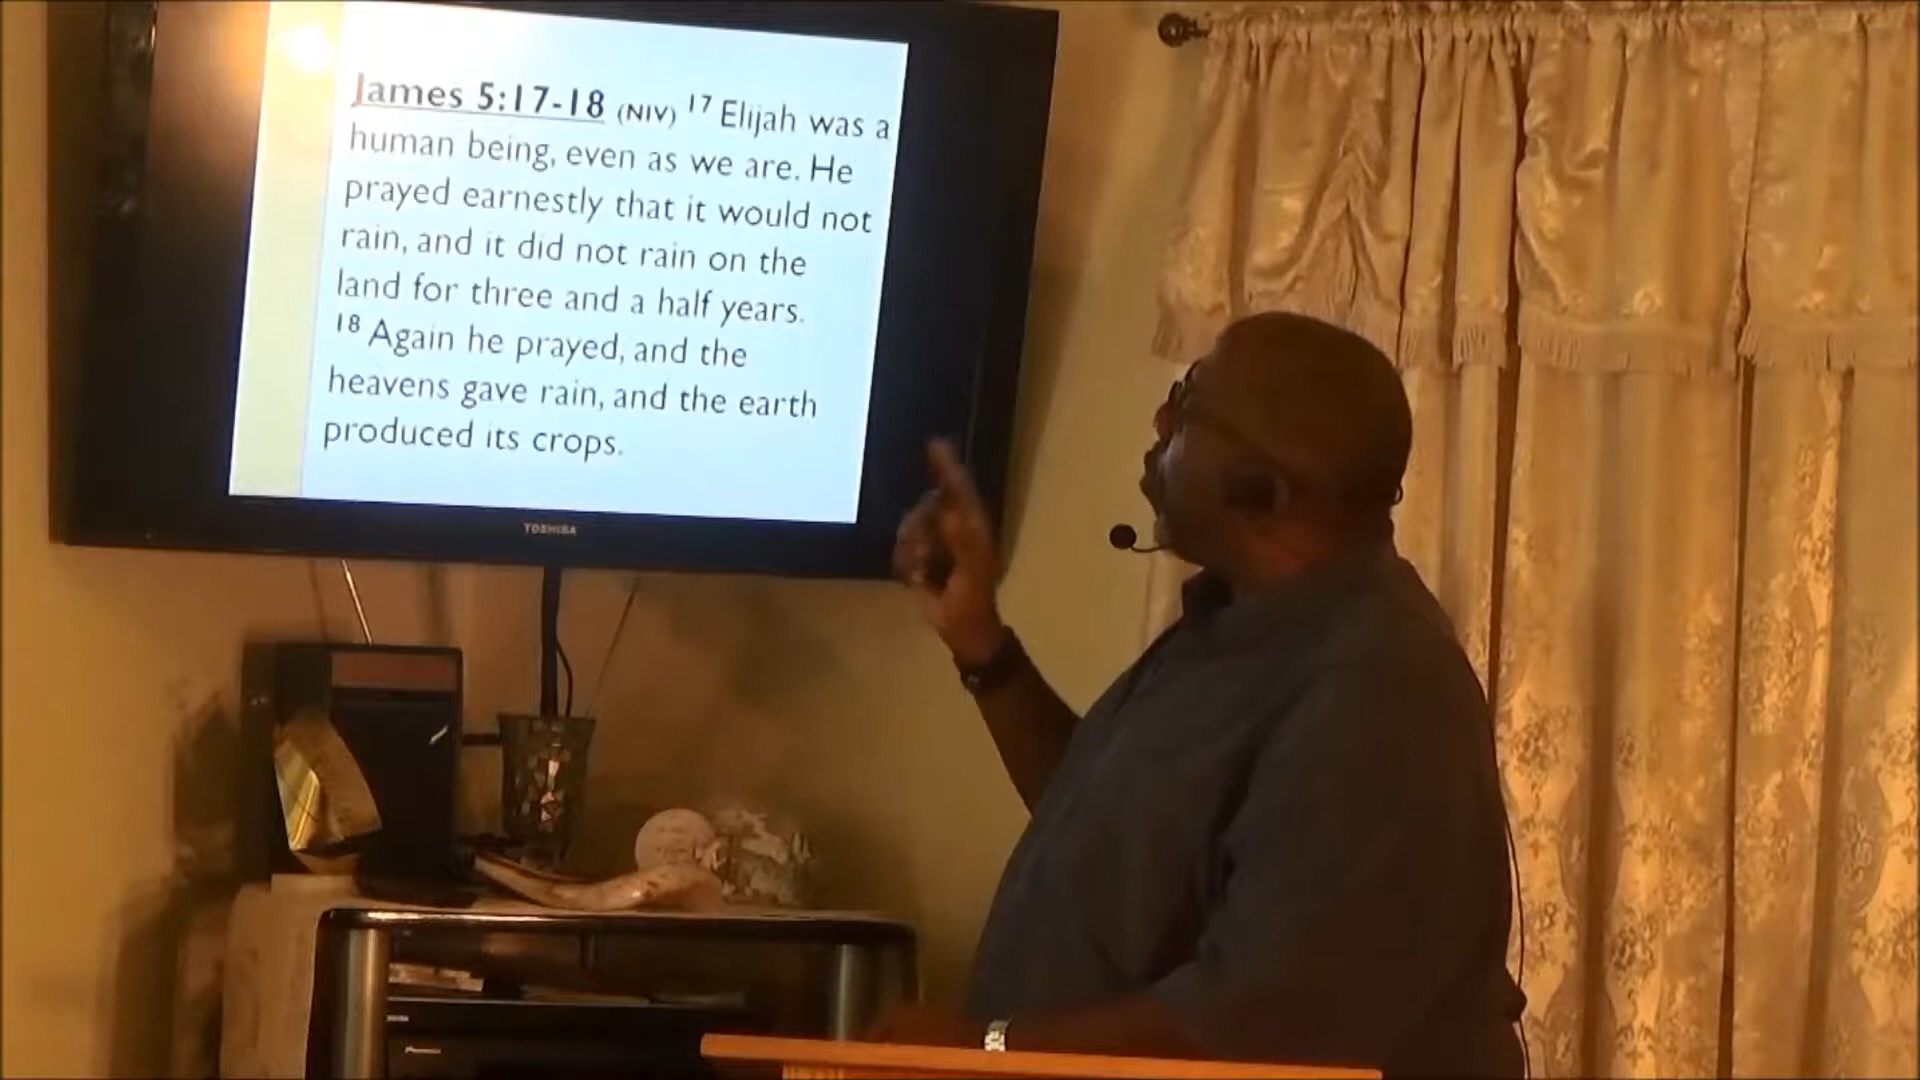 James 5:17-18 (NIV) 17 Elijah was a
human being, even as we are. He
prayed earnestly that it would not
rain, and it did not rain on the
land for three and a half years.
18 Again he prayed, and the
heavens gave rain, and the earth
produced its crops.
TOSHIBA